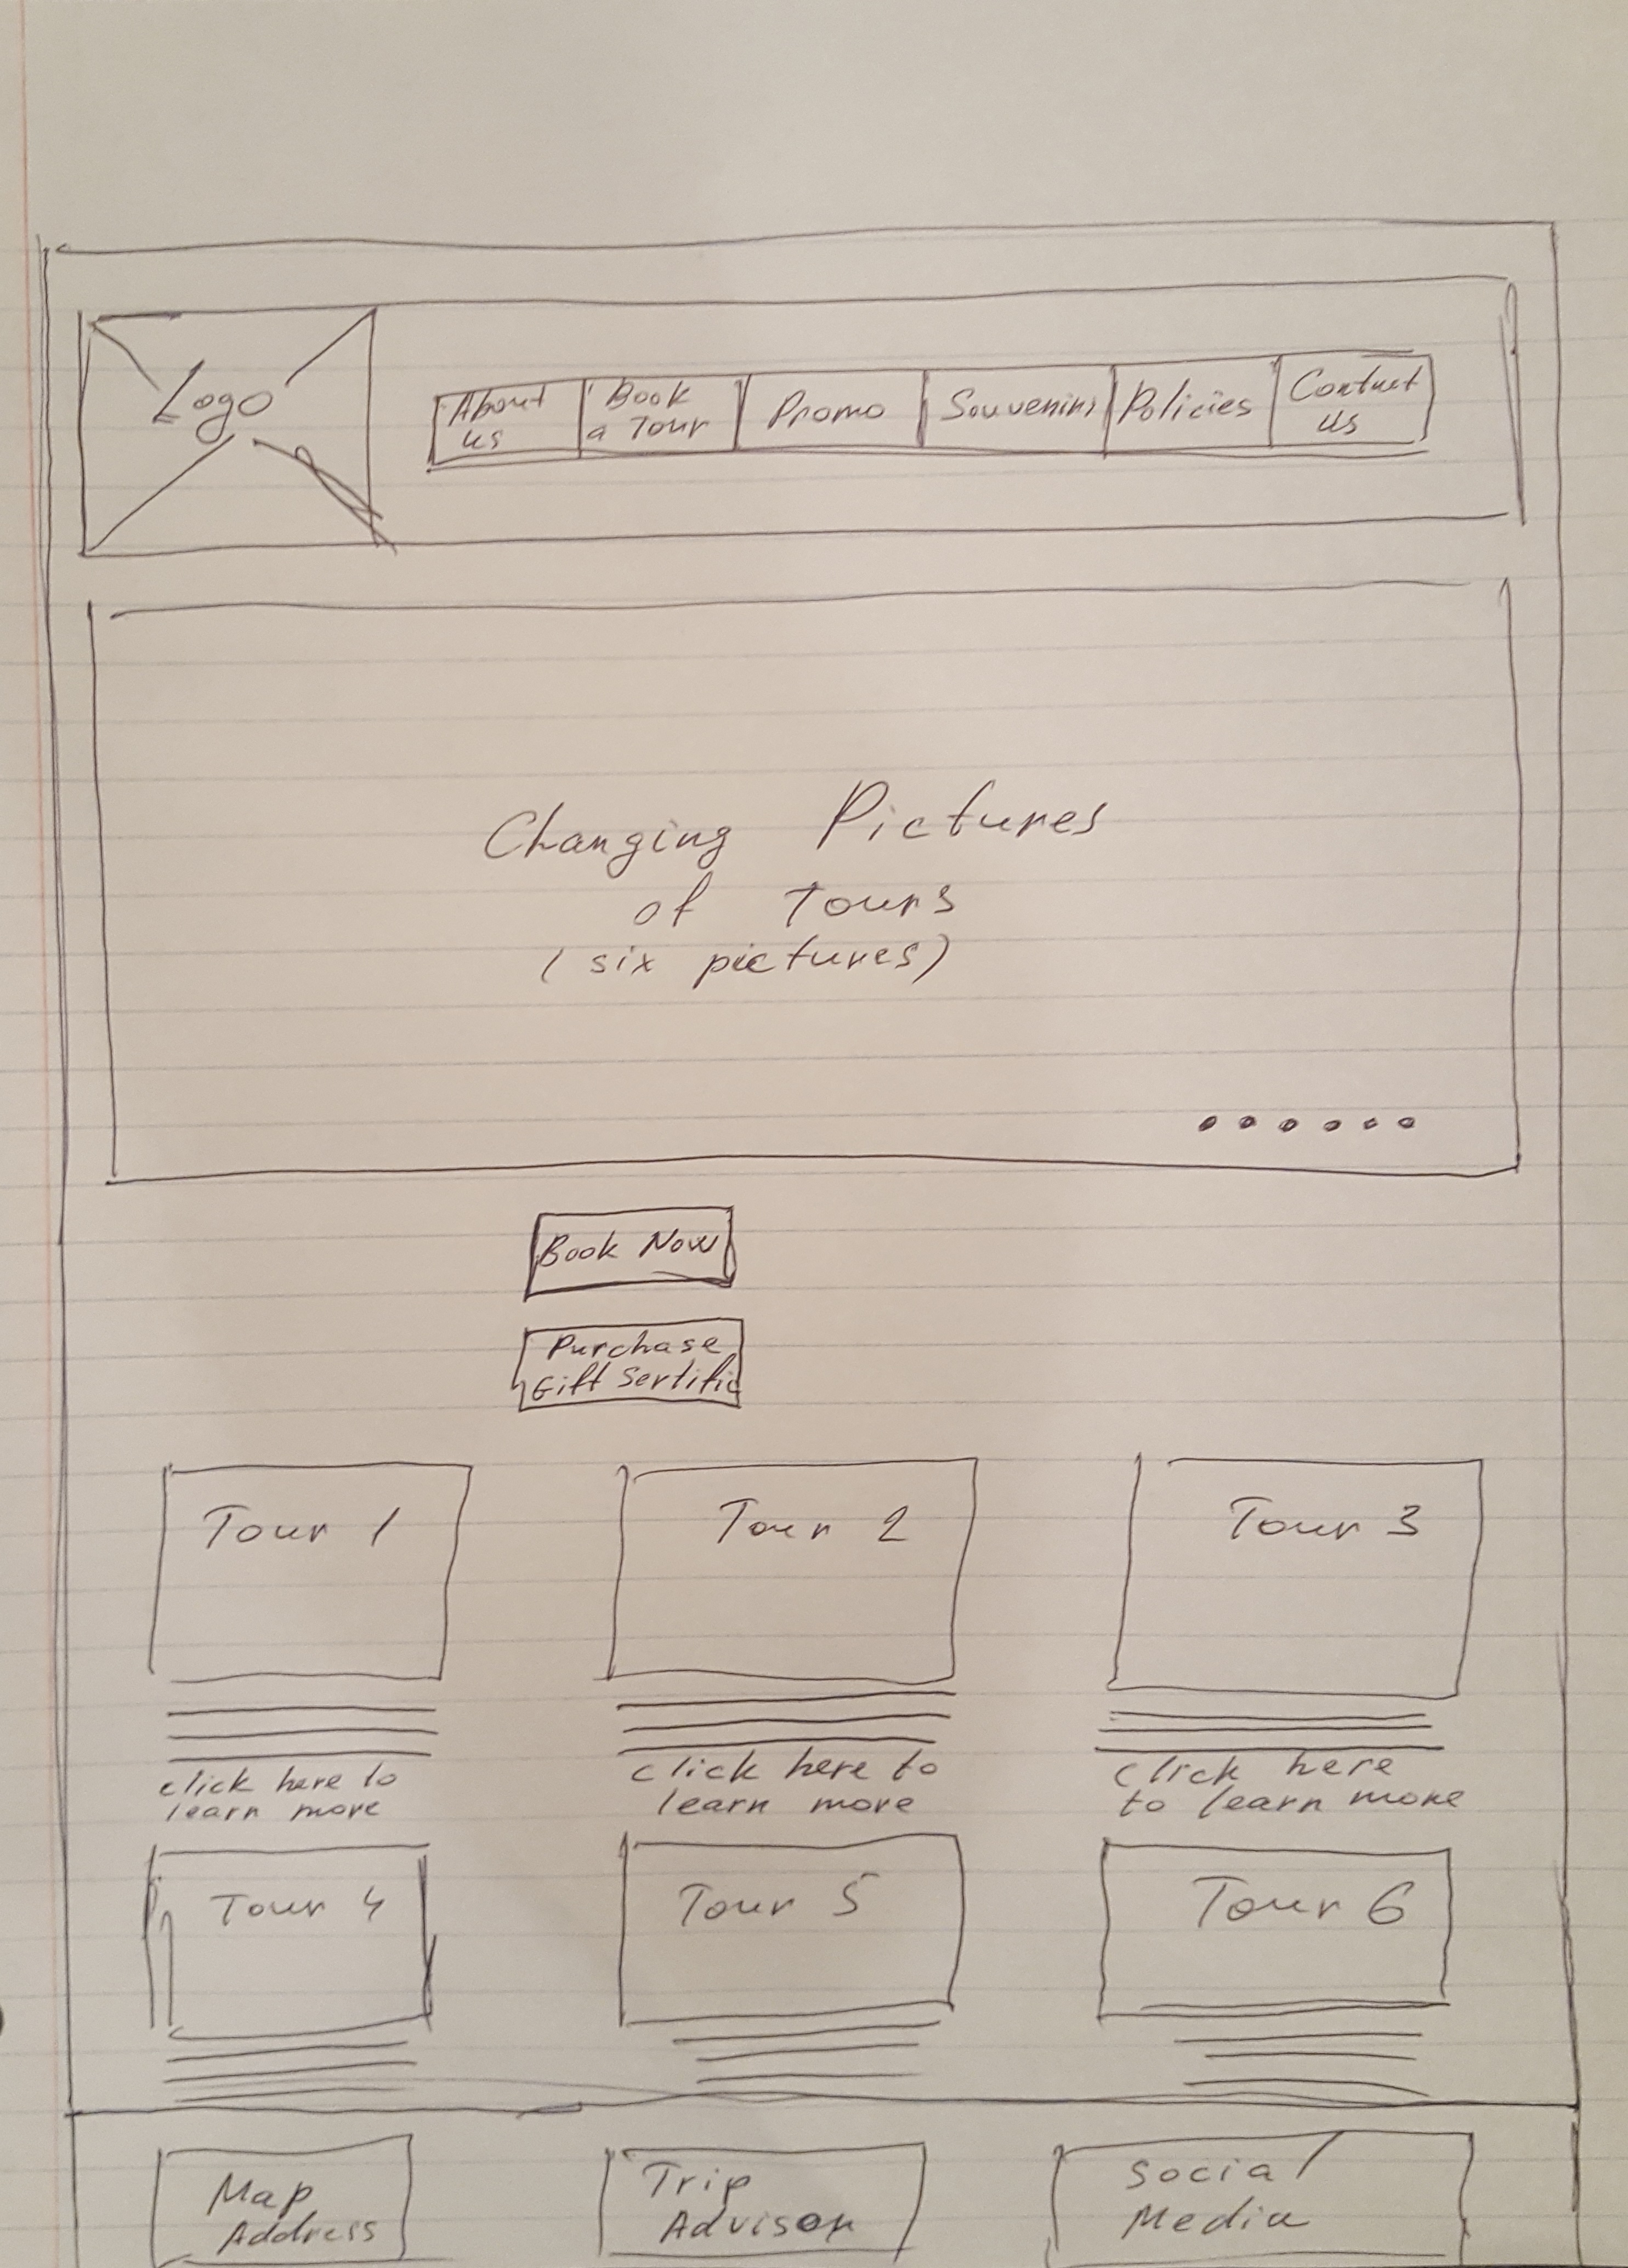 Logo
About us
Book a Tour
Promo
Souvenirs
Policies
Contact us
Changing Pictures
of Tours
(six pictures)
Book Now
Purchase
Gift Sertific
Tour 1
Tour 2
Tour 3
click here to
learn more
click here to
learn more
click here
to learn more
Tour 4
Tour 5
Tour 6
Map
Address
Trip
Advisor
Social
Media